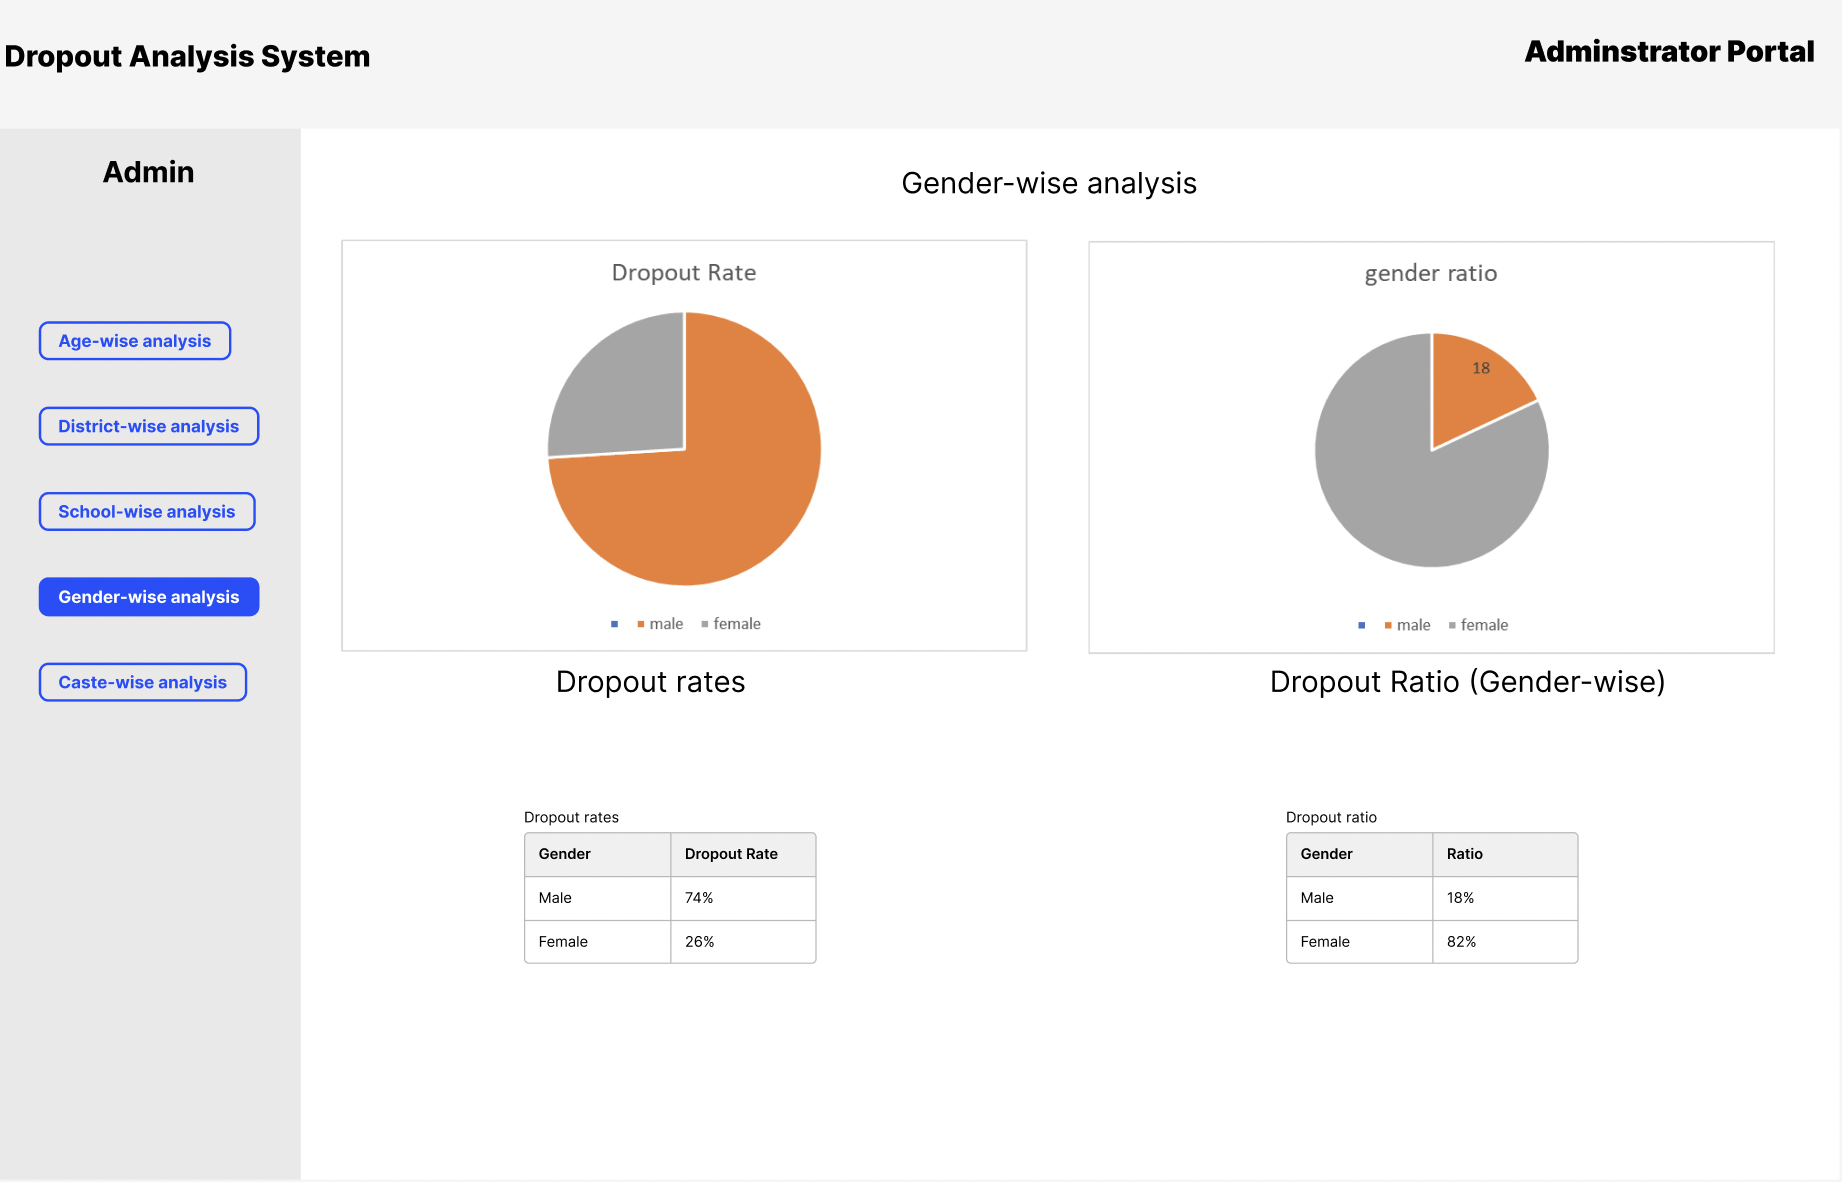 Dropout Analysis System
Adminstrator Portal
Admin
Age-wise analysis
District-wise analysis
School-wise analysis
Gender-wise analysis
Caste-wise analysis
Gender-wise analysis
Dropout Rate
male female
Dropout rates
gender ratio
18
male female
Dropout Ratio (Gender-wise)
Dropout rates
Gender Dropout Rate
Male 74%
Female 26%
Dropout ratio
Gender Ratio
Male 18%
Female 82%